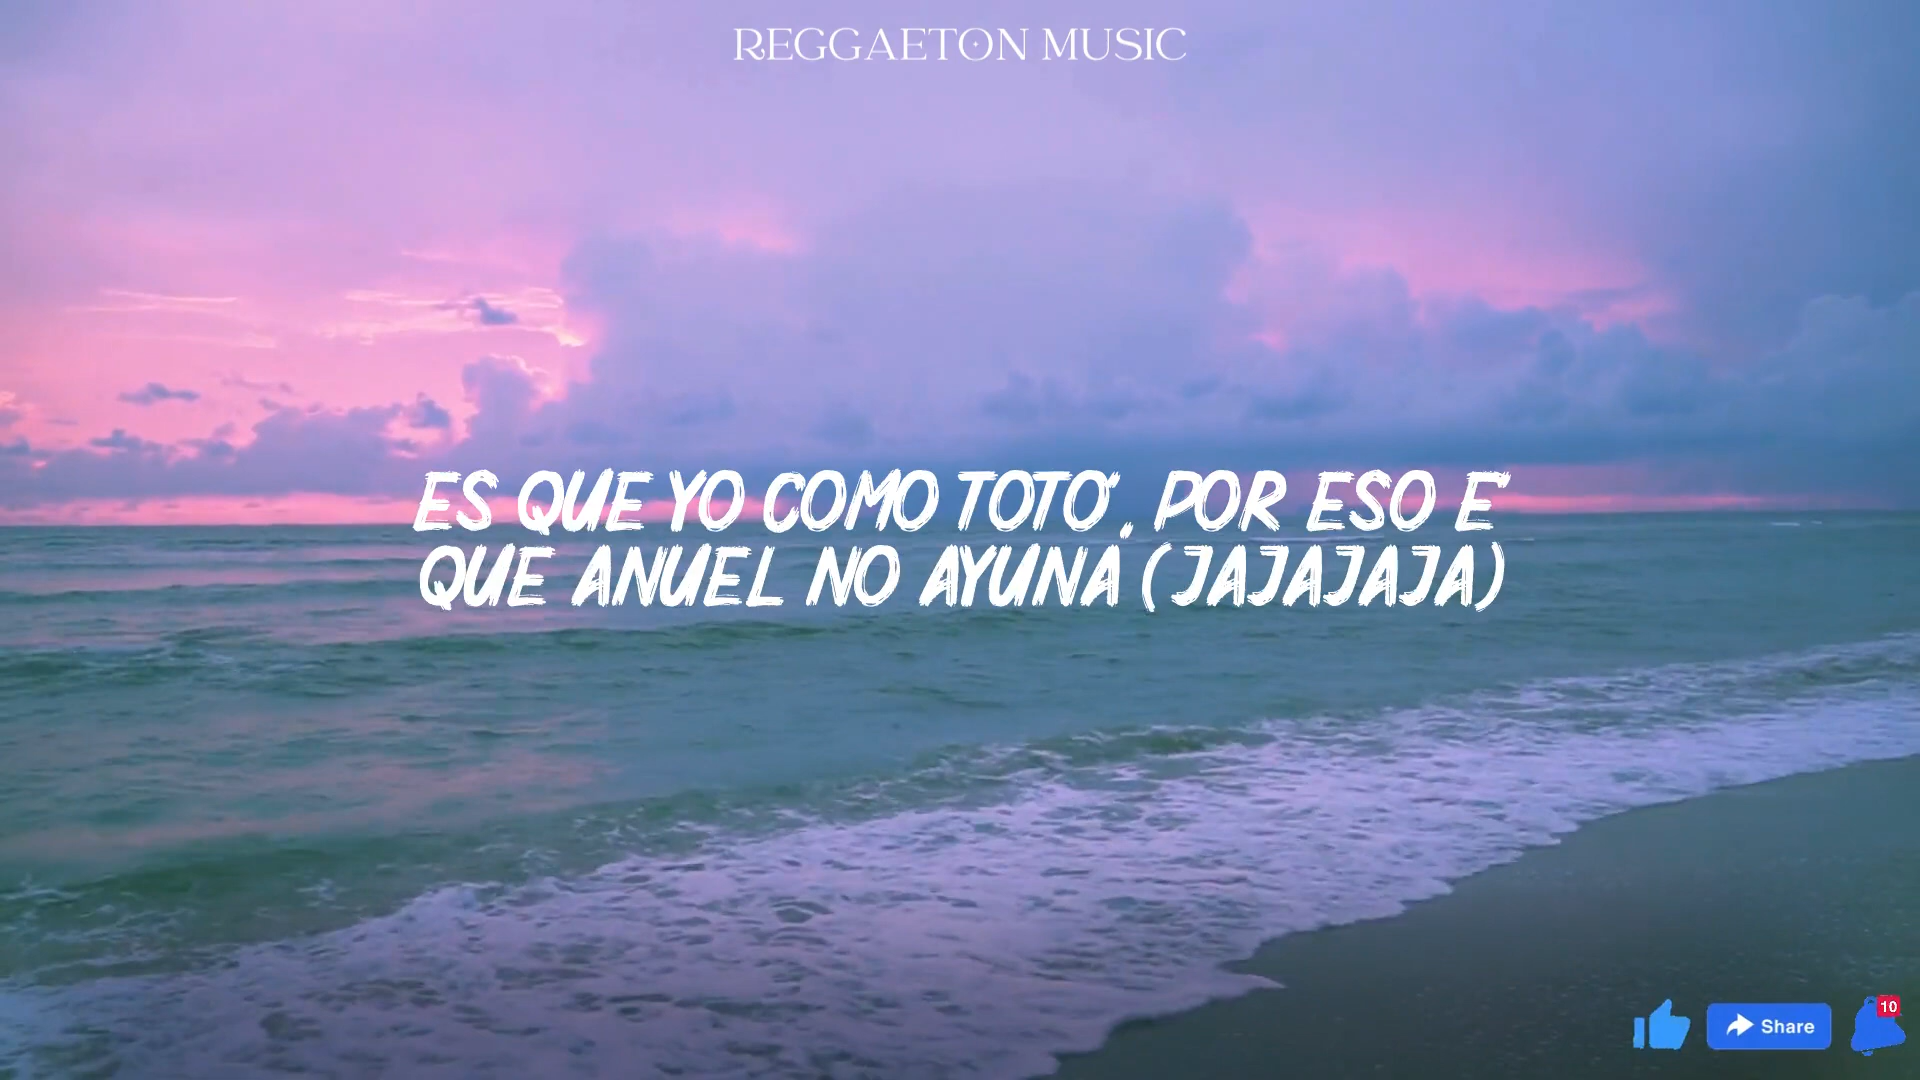 REGGAETON MUSIC
ES QUE YO COMO TOTO', POR ESO E'
QUE ANUEL NO AYUNA (JAJAJAJA)
Share
10